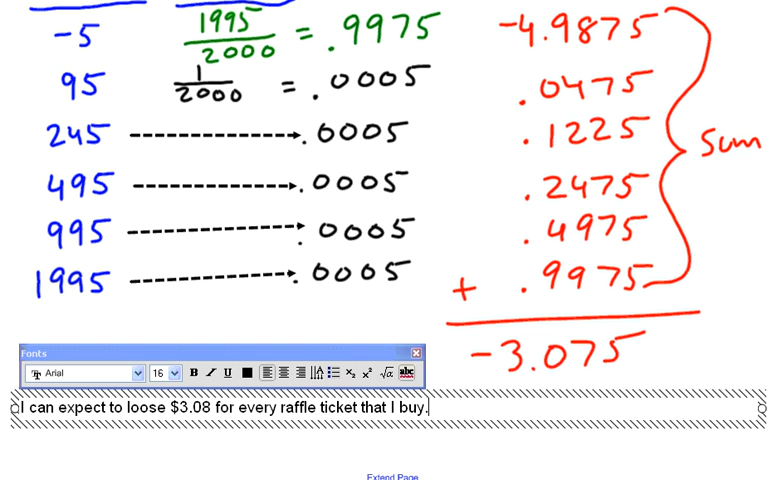 -5 1995/2000 = .9975 -4.9875
95 1/2000 = .0005 .0475
245 .0005 .1225 Sum
495 .0005 .2475
995 .0005 .4975
1995 .0005 + .9975
-3.075
Fonts
Arial 16 B I U abc
I can expect to loose $3.08 for every raffle ticket that I buy.
Extend Page